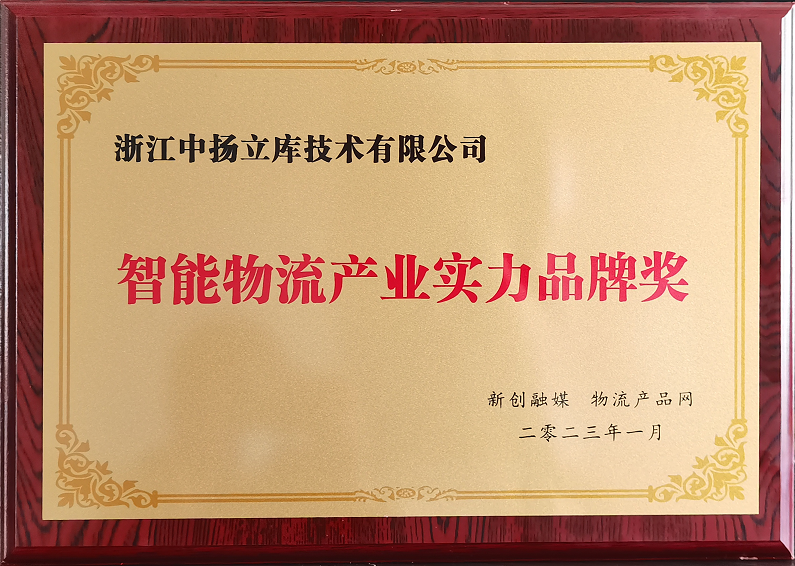 浙江中扬立库技术有限公司
智能物流产业实力品牌奖
新创融媒 物流产品网
二零二三年一月